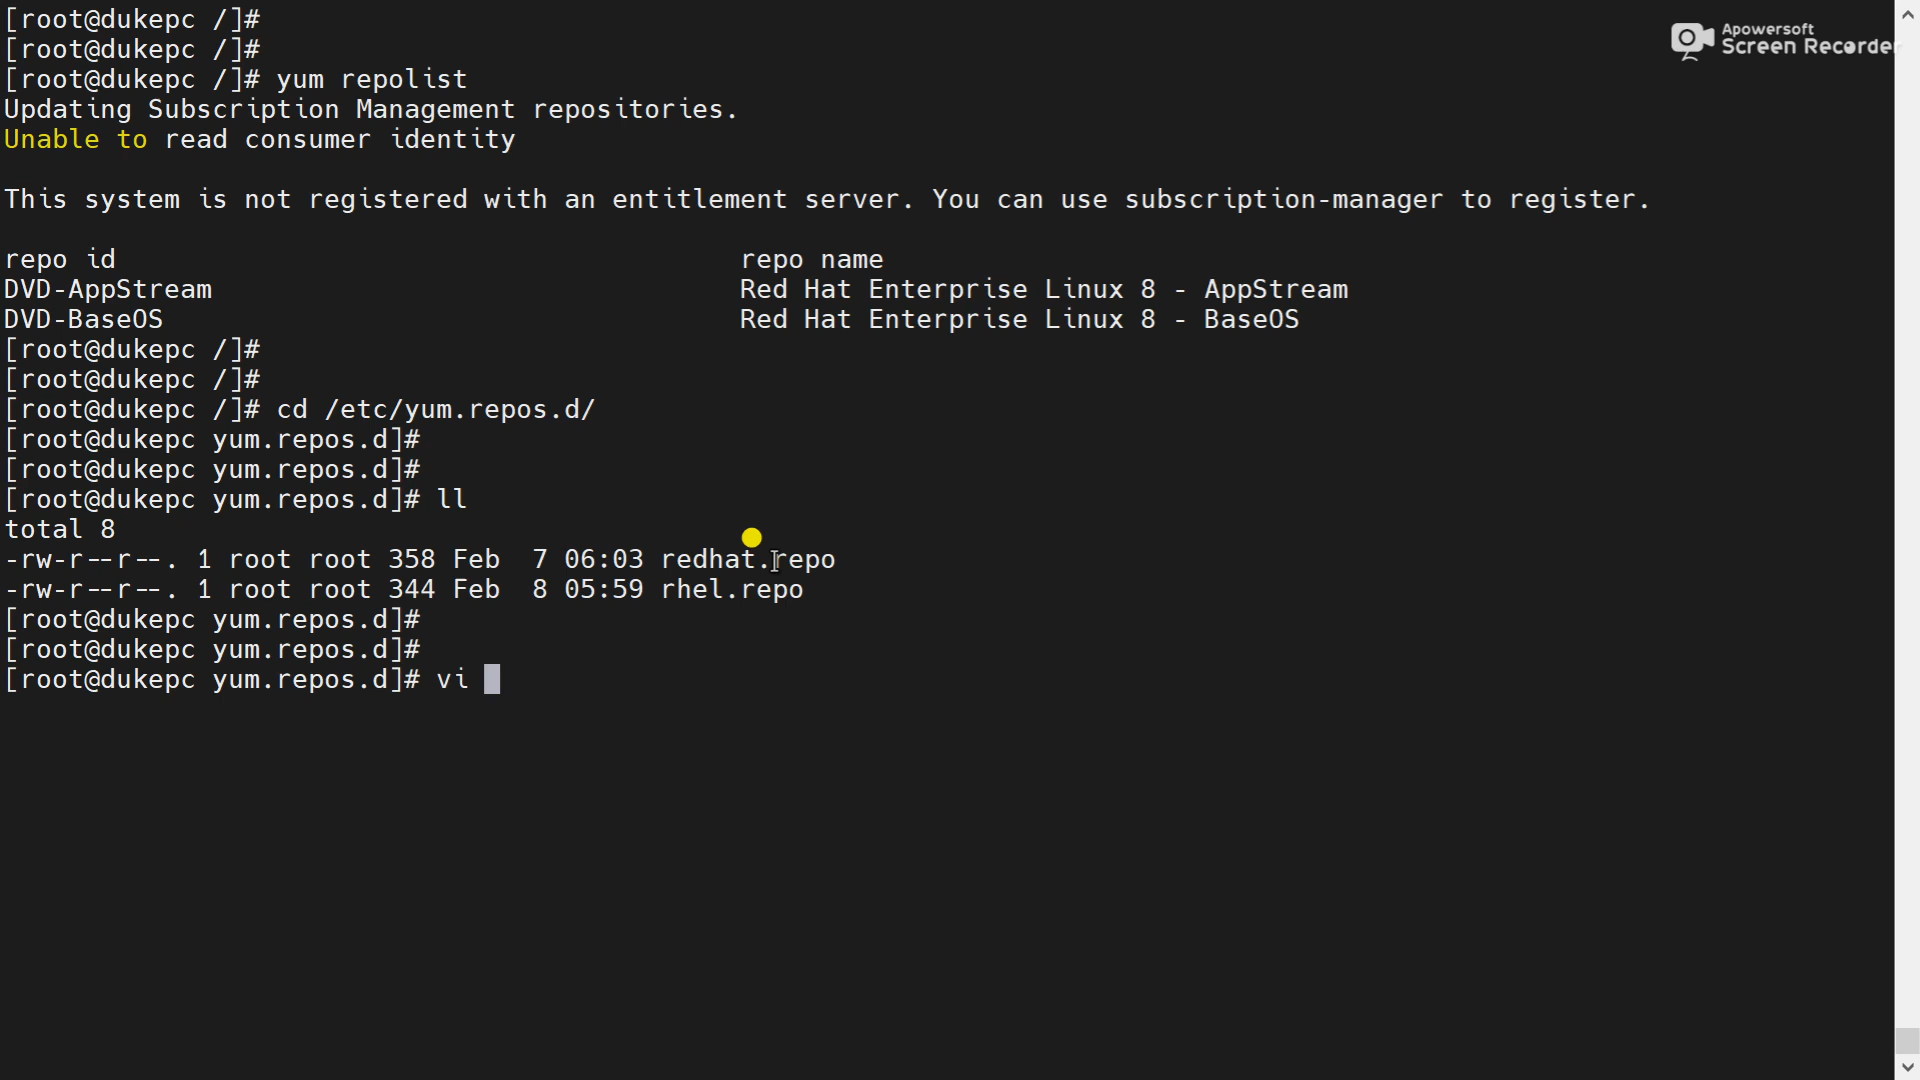 [root@dukepc /]#
[root@dukepc /]#
[root@dukepc /]# yum repolist
Updating Subscription Management repositories.
Unable to read consumer identity
This system is not registered with an entitlement server. You can use subscription-manager to register.
repo id repo name
DVD-AppStream Red Hat Enterprise Linux 8 - AppStream
DVD-BaseOS Red Hat Enterprise Linux 8 - BaseOS
[root@dukepc /]#
[root@dukepc /]#
[root@dukepc /]# cd /etc/yum.repos.d/
[root@dukepc yum.repos.d]#
[root@dukepc yum.repos.d]#
[root@dukepc yum.repos.d]# ll
total 8
-rw-r--r--. 1 root root 358 Feb  7 06:03 redhat.repo
-rw-r--r--. 1 root root 344 Feb  8 05:59 rhel.repo
[root@dukepc yum.repos.d]#
[root@dukepc yum.repos.d]#
[root@dukepc yum.repos.d]# vi
Apowersoft
Screen Recorder